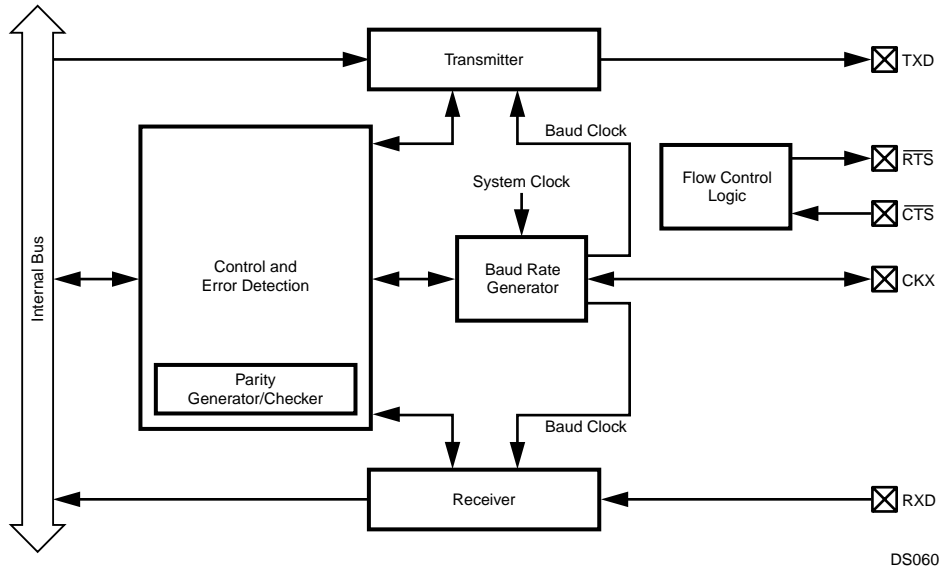 Transmitter
TXD
Baud Clock
RTS
System Clock
Flow Control
Logic
CTS
Internal Bus
Control and
Error Detection
Baud Rate
Generator
CKX
Parity
Generator/Checker
Baud Clock
Receiver
RXD
DS060